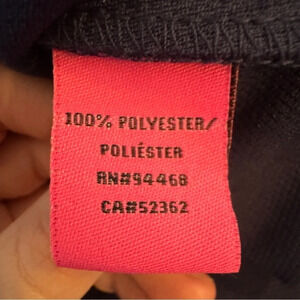 100% POLYESTER/
POLIÉSTER
RN#94468
CA#52362